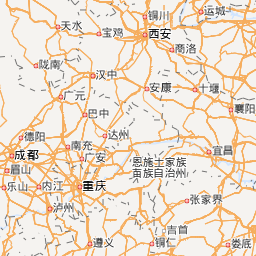 铜川
运城
天水
宝鸡
西安
商洛
陇南
汉中
安康
十堰
广元
襄阳
巴中
德阳
达州
南充
成都
广安
恩施土家族
苗族自治州
宜昌
眉山
乐山
内江
重庆
张家界
泸州
吉首
遵义
铜仁
娄底